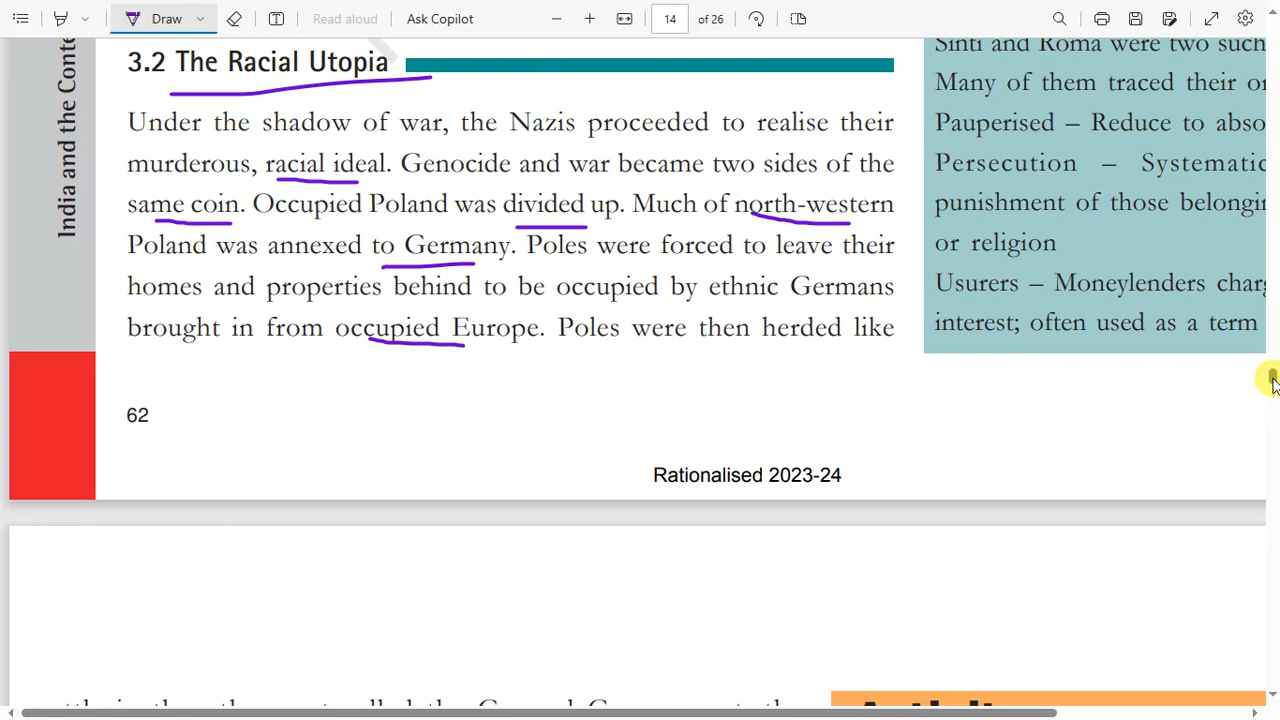 Draw
Read aloud
Ask Copilot
14
of 26
India and the Conte
3.2 The Racial Utopia
Under the shadow of war, the Nazis proceeded to realise their
murderous, racial ideal. Genocide and war became two sides of the
same coin. Occupied Poland was divided up. Much of north-western
Poland was annexed to Germany. Poles were forced to leave their
homes and properties behind to be occupied by ethnic Germans
brought in from occupied Europe. Poles were then herded like
Sinti and Roma were two such
Many of them traced their or
Pauperised – Reduce to abso
Persecution – Systematic
punishment of those belongin
or religion
Usurers – Moneylenders charg
interest; often used as a term
62
Rationalised 2023-24